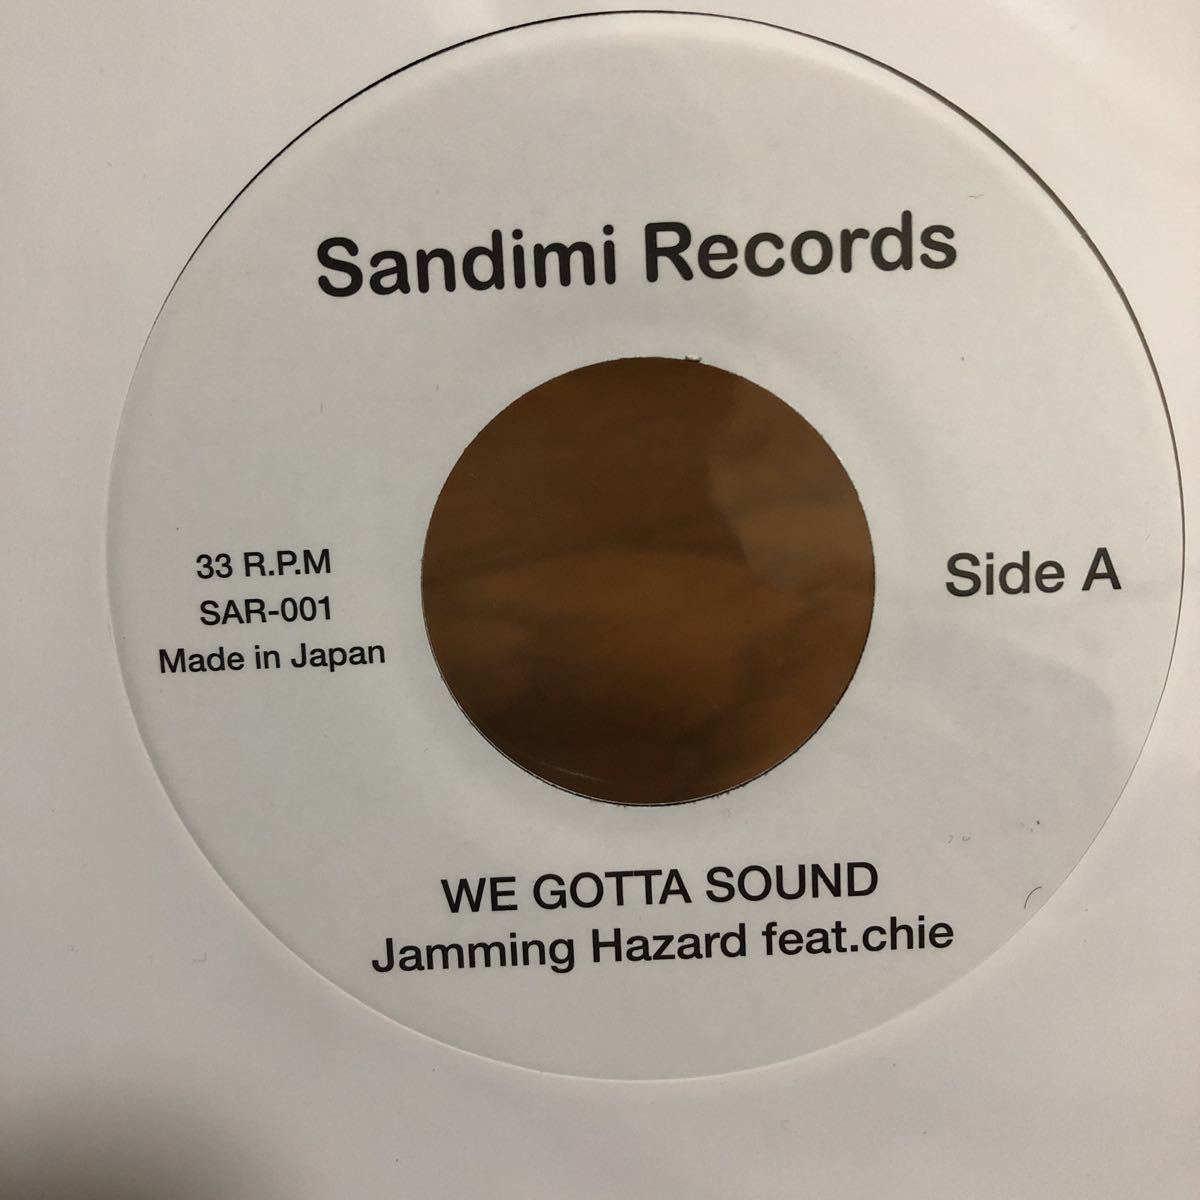 Sandimi Records
33 R.P.M
SAR-001
Made in Japan
Side A
WE GOTTA SOUND
Jamming Hazard feat.chie